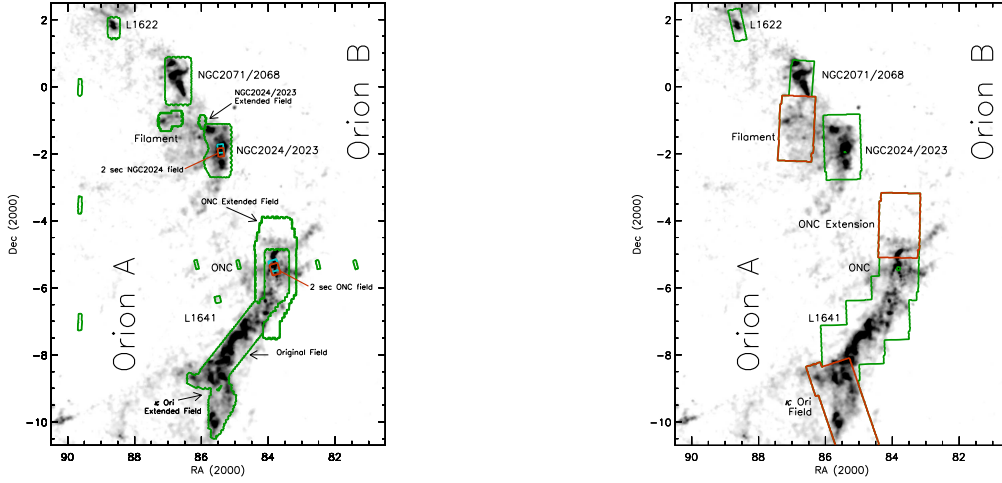 L1622
NGC2071/2068
NGC2024/2023
Extended Field
Filament
NGC2024/2023
2 sec NGC2024 field
ONC Extended Field
ONC
2 sec ONC field
L1641
Original Field
κ Ori
Extended Field
Orion A
Orion B
2
0
-2
-4
-6
-8
-10
90
88
86
84
82
Dec (2000)
RA (2000)
L1622
NGC2071/2068
Filament
NGC2024/2023
ONC Extension
ONC
L1641
κ Ori
Field
Orion A
Orion B
2
0
-2
-4
-6
-8
-10
90
88
86
84
82
Dec (2000)
RA (2000)